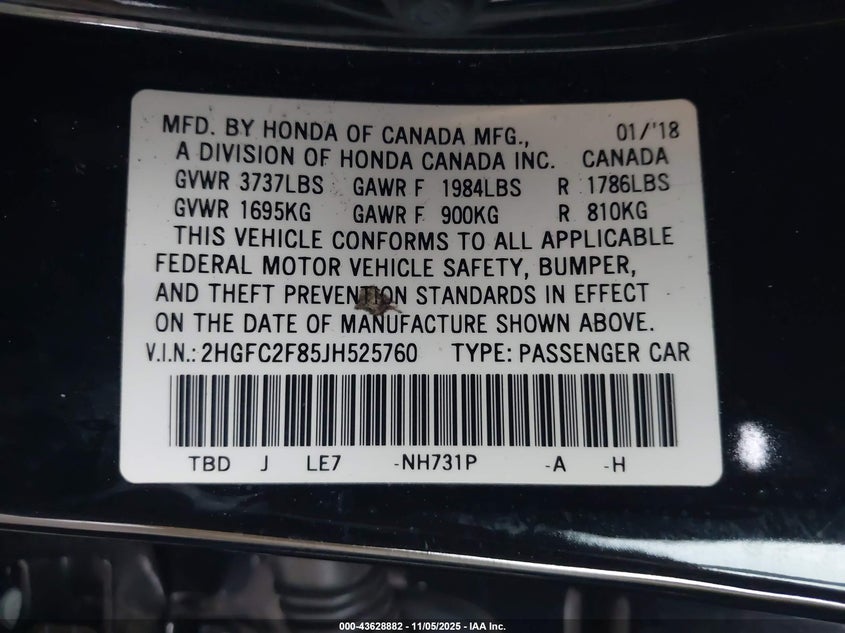 MFD. BY HONDA OF CANADA MFG., 01/'18
A DIVISION OF HONDA CANADA INC. CANADA
GVWR 3737LBS GAWR F 1984LBS R 1786LBS
GVWR 1695KG GAWR F 900KG R 810KG
THIS VEHICLE CONFORMS TO ALL APPLICABLE
FEDERAL MOTOR VEHICLE SAFETY, BUMPER,
AND THEFT PREVENTION STANDARDS IN EFFECT
ON THE DATE OF MANUFACTURE SHOWN ABOVE.
V.I.N.: 2HGFC2F85JH525760 TYPE: PASSENGER CAR
TBD J LE7 -NH731P -A -H
000-43628882 - 11/05/2025 - IAA Inc.